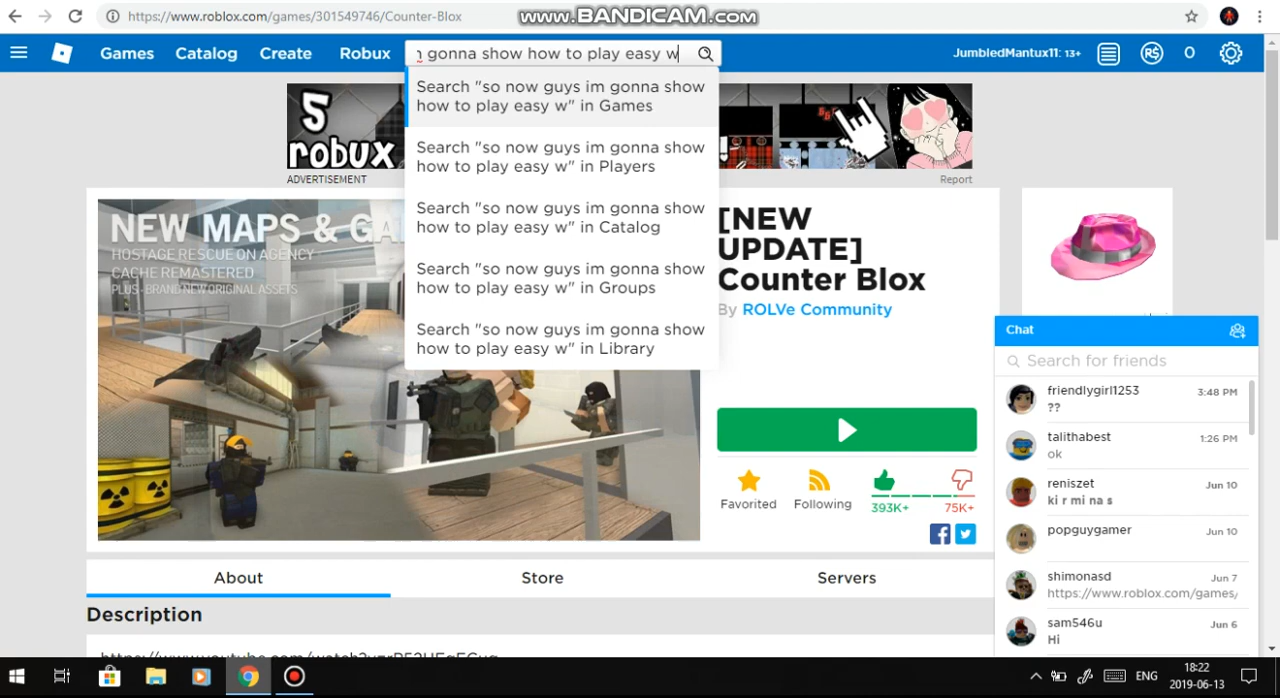 https://www.roblox.com/games/301549746/Counter-Blox
www.BANDICAM.com
Games
Catalog
Create
Robux
gonna show how to play easy w
JumbledMantux11: 13+
R$
0
Search "so now guys im gonna show
how to play easy w" in Games
Search "so now guys im gonna show
how to play easy w" in Players
Search "so now guys im gonna show
how to play easy w" in Catalog
Search "so now guys im gonna show
how to play easy w" in Groups
Search "so now guys im gonna show
how to play easy w" in Library
5
robux
ADVERTISEMENT
Report
NEW MAPS & GA
HOSTAGE RESCUE ON AGENCY
CACHE REMASTERED
PLUS - BRAND NEW ORIGINAL ASSETS
[NEW
UPDATE]
Counter Blox
By ROLVe Community
Favorited
Following
393K+
75K+
About
Store
Servers
Description
Chat
Search for friends
friendlygirl1253
3:48 PM
??
talithabest
1:26 PM
ok
reniszet
Jun 10
ki r mi na s
popguygamer
Jun 10
shimonasd
Jun 7
https://www.roblox.com/games/
sam546u
Jun 6
Hi
ENG
18:22
2019-06-13